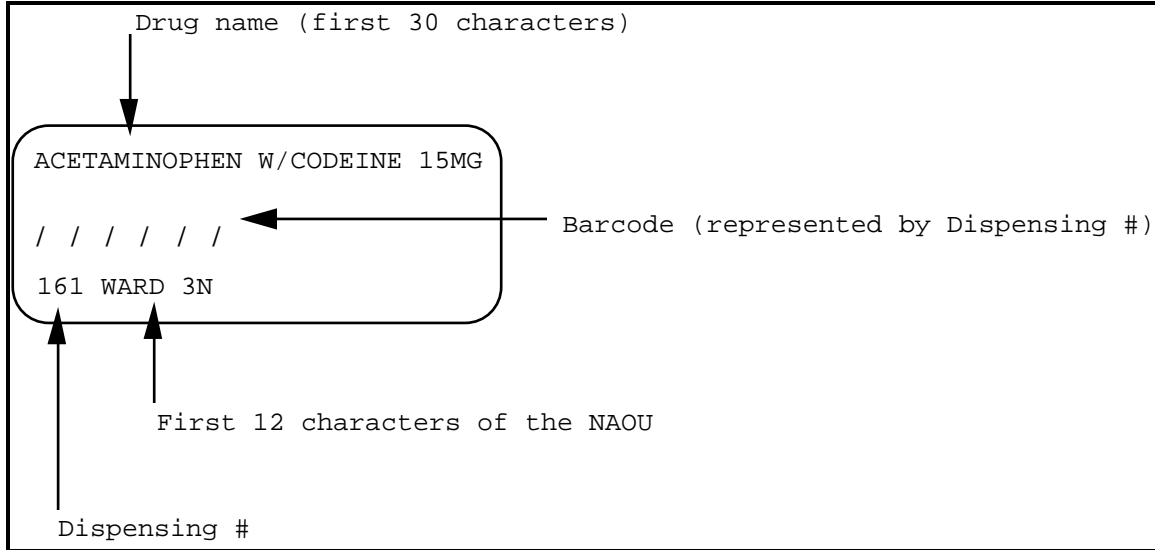 Drug name (first 30 characters)
ACETAMINOPHEN W/CODEINE 15MG
/ / / / / /
Barcode (represented by Dispensing #)
161 WARD 3N
First 12 characters of the NAOU
Dispensing #